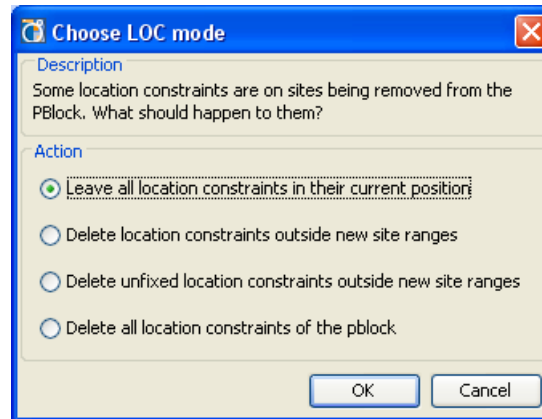 Choose LOC mode
Description
Some location constraints are on sites being removed from the
PBlock. What should happen to them?
Action
Leave all location constraints in their current position
Delete location constraints outside new site ranges
Delete unfixed location constraints outside new site ranges
Delete all location constraints of the pblock
OK
Cancel